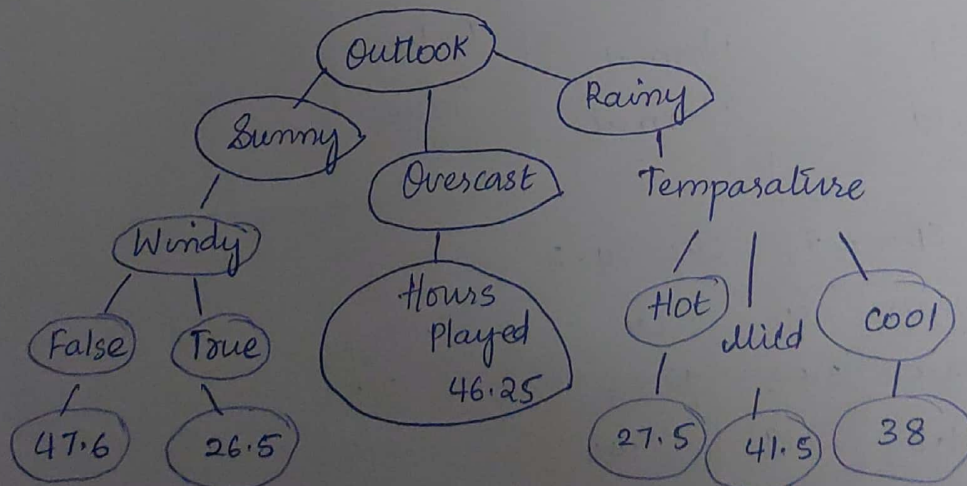 Outlook
Sunny
Overcast
Rainy
Windy
Temparature
False
True
Hours
Played
46.25
Hot
Mild
Cool
47.6
26.5
27.5
41.5
38